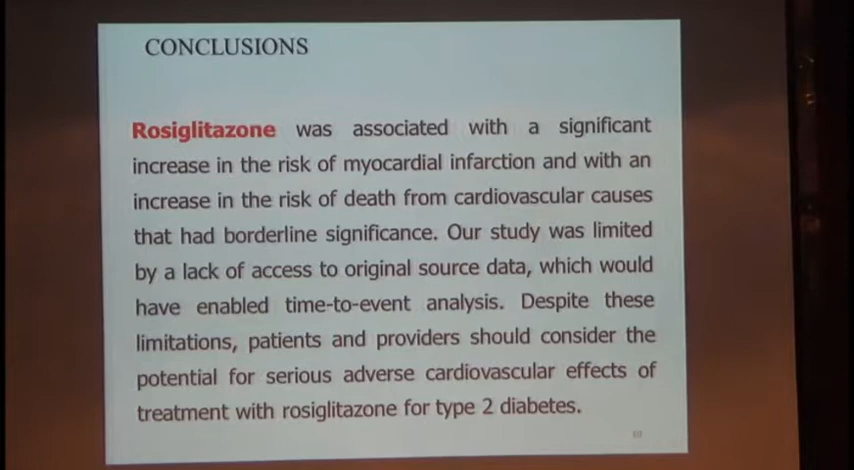 CONCLUSIONS
Rosiglitazone was associated with a significant
increase in the risk of myocardial infarction and with an
increase in the risk of death from cardiovascular causes
that had borderline significance. Our study was limited
by a lack of access to original source data, which would
have enabled time-to-event analysis. Despite these
limitations, patients and providers should consider the
potential for serious adverse cardiovascular effects of
treatment with rosiglitazone for type 2 diabetes.